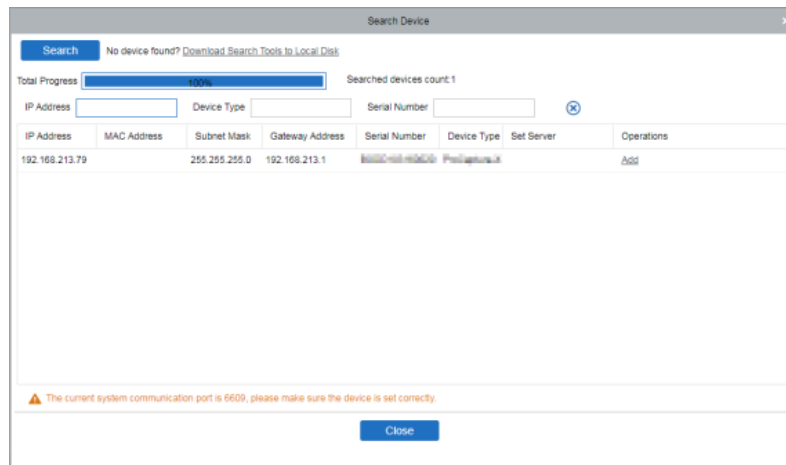 Search Device
Search No device found? Download Search Tools to Local Disk
Total Progress 100% Searched devices count:1
IP Address Device Type Serial Number
IP Address MAC Address Subnet Mask Gateway Address Serial Number Device Type Set Server Operations
192.168.213.79 255.255.255.0 192.168.213.1 Add
The current system communication port is 6609, please make sure the device is set correctly.
Close